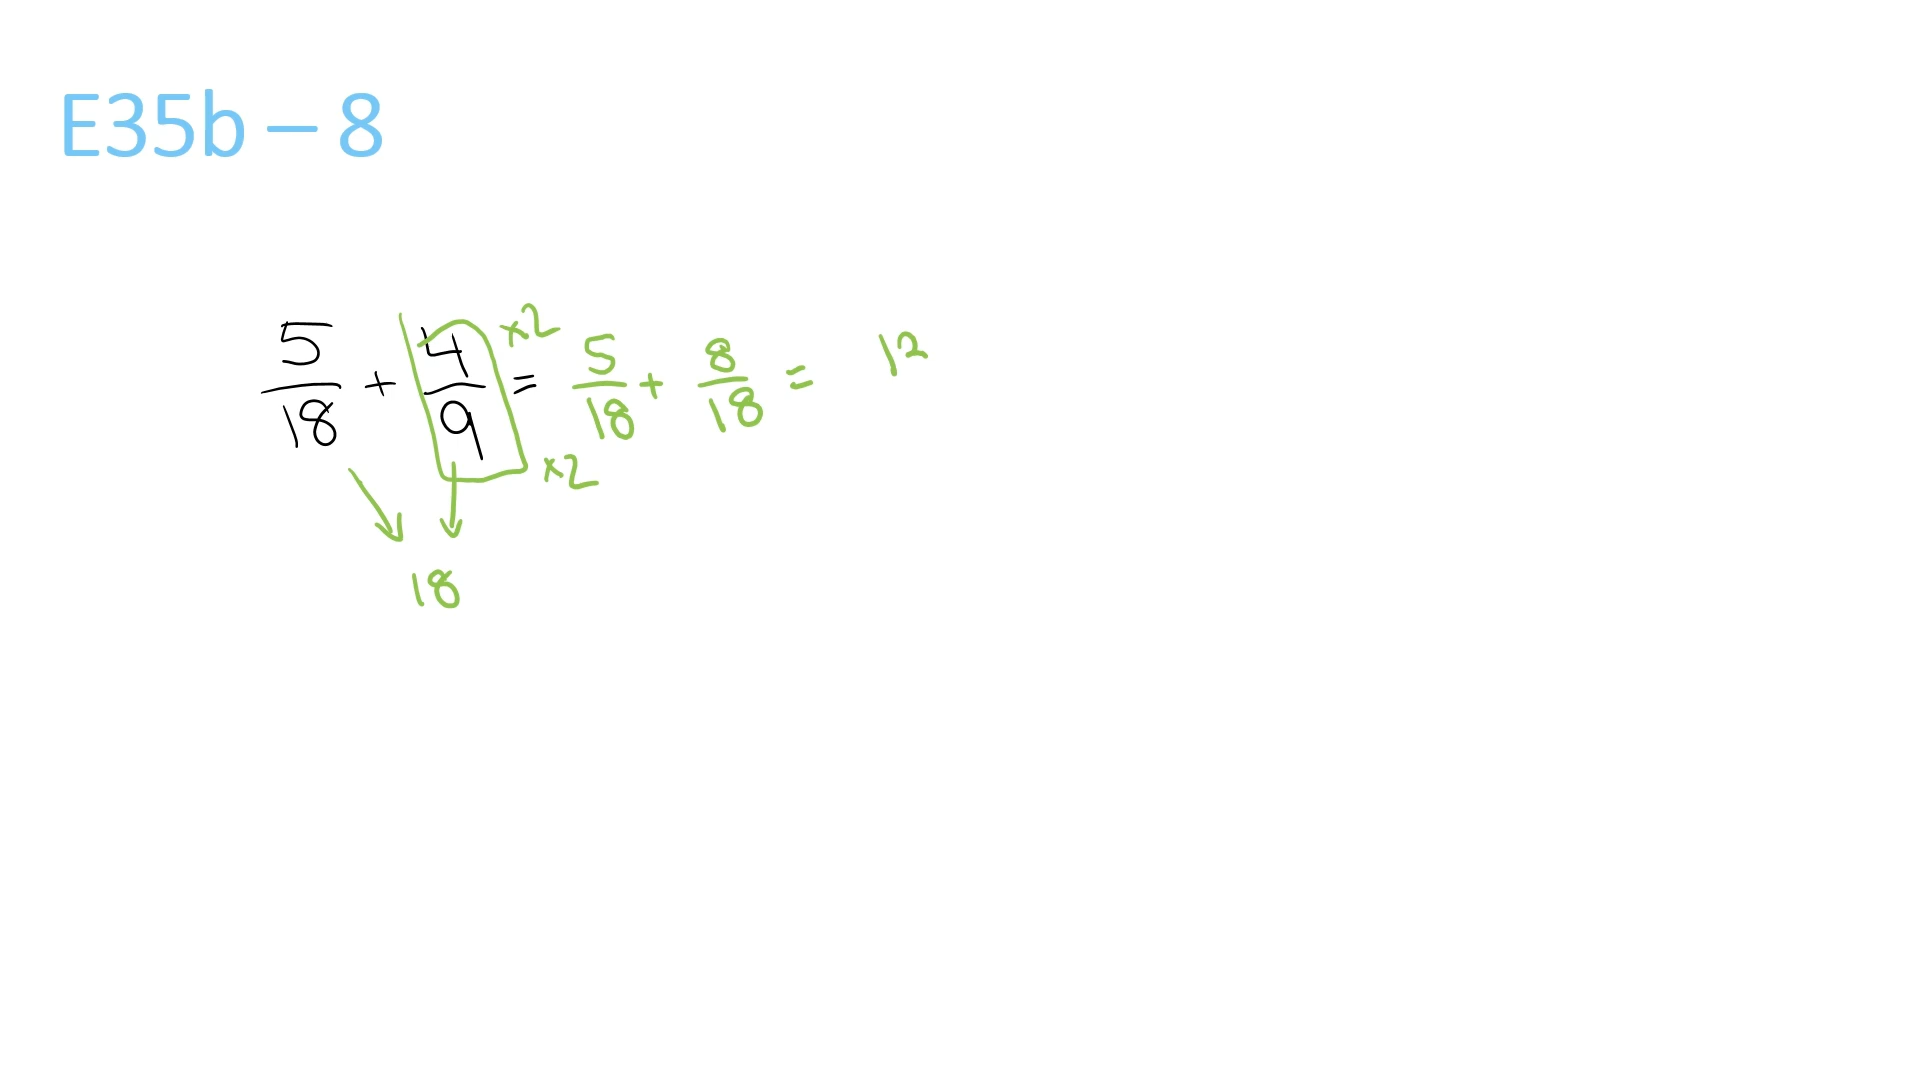 E35b – 8
5/18 + 4/9 = 5/18 + 8/18 = 12
×2
×2
18